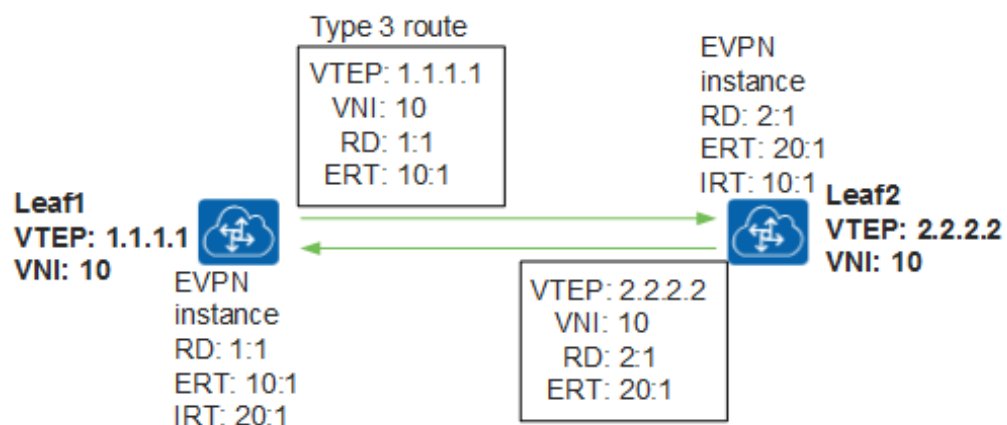 Type 3 route
VTEP: 1.1.1.1
VNI: 10
RD: 1:1
ERT: 10:1
EVPN
instance
RD: 2:1
ERT: 20:1
IRT: 10:1
Leaf1
VTEP: 1.1.1.1
VNI: 10
EVPN
instance
RD: 1:1
ERT: 10:1
IRT: 20:1
Leaf2
VTEP: 2.2.2.2
VNI: 10
VTEP: 2.2.2.2
VNI: 10
RD: 2:1
ERT: 20:1